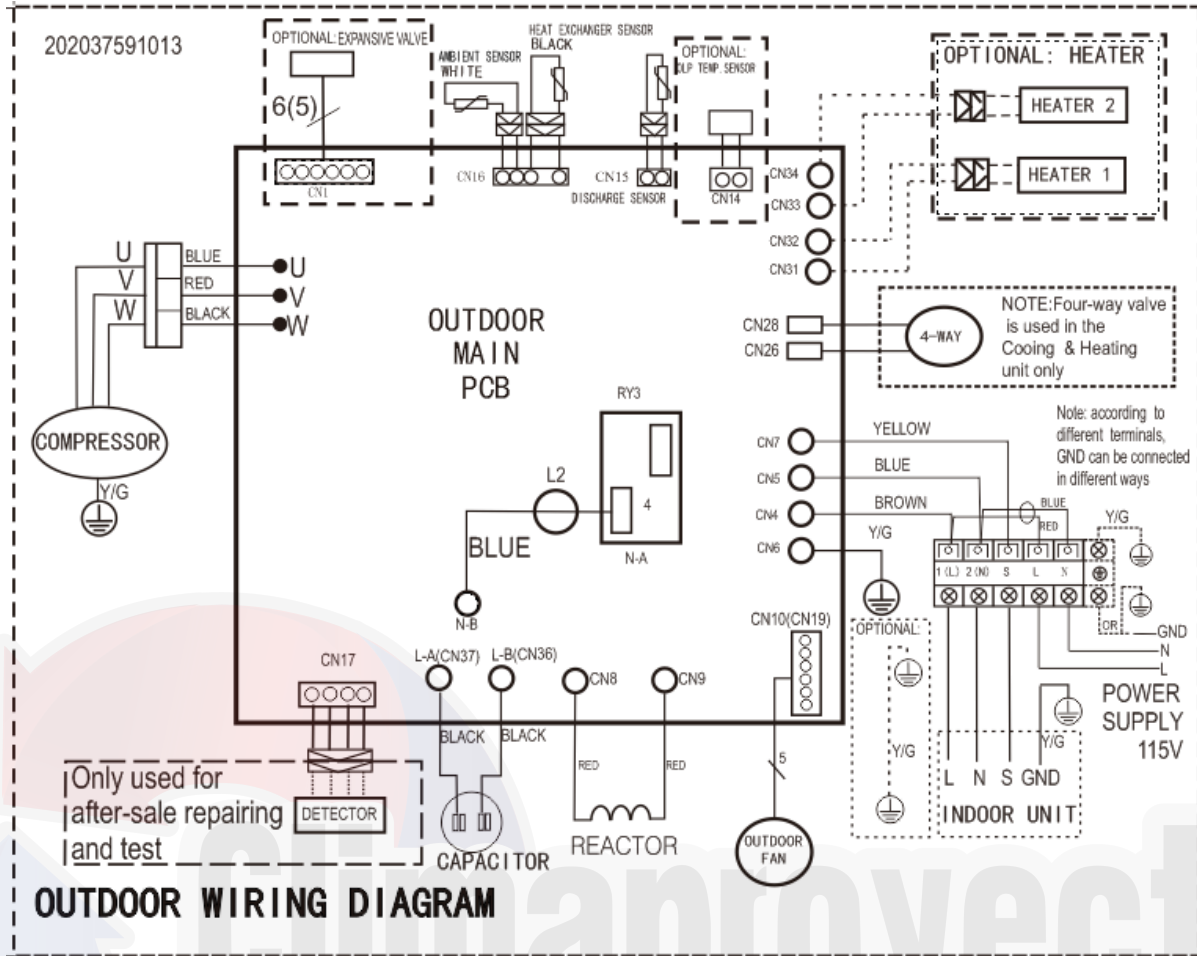 202037591013
OPTIONAL: EXPANSIVE VALVE
6(5)
CN1
AMBIENT SENSOR
WHITE
HEAT EXCHANGER SENSOR
BLACK
CN16
CN15
DISCHARGE SENSOR
OPTIONAL:
OLP TEMP. SENSOR
CN14
OPTIONAL: HEATER
HEATER 2
HEATER 1
CN34
CN33
CN32
CN31
U
V
W
BLUE
RED
BLACK
U
V
W
COMPRESSOR
Y/G
OUTDOOR
MAIN
PCB
RY3
L2
4
BLUE
N-A
N-B
CN28
CN26
4-WAY
NOTE:Four-way valve
is used in the
Cooing & Heating
unit only
Note: according to
different terminals,
GND can be connected
in different ways
CN7
YELLOW
CN5
BLUE
CN4
BROWN
CN6
Y/G
BLUE
RED
Y/G
1(L) 2(N) S L N
OR
GND
N
L
POWER
SUPPLY
115V
OPTIONAL:
Y/G
Y/G
L N S GND
INDOOR UNIT
CN10(CN19)
5
OUTDOOR
FAN
CN17
L-A(CN37)
L-B(CN36)
CN8
CN9
BLACK
BLACK
RED
RED
CAPACITOR
REACTOR
Only used for
after-sale repairing
and test
DETECTOR
OUTDOOR WIRING DIAGRAM
Climaproyect